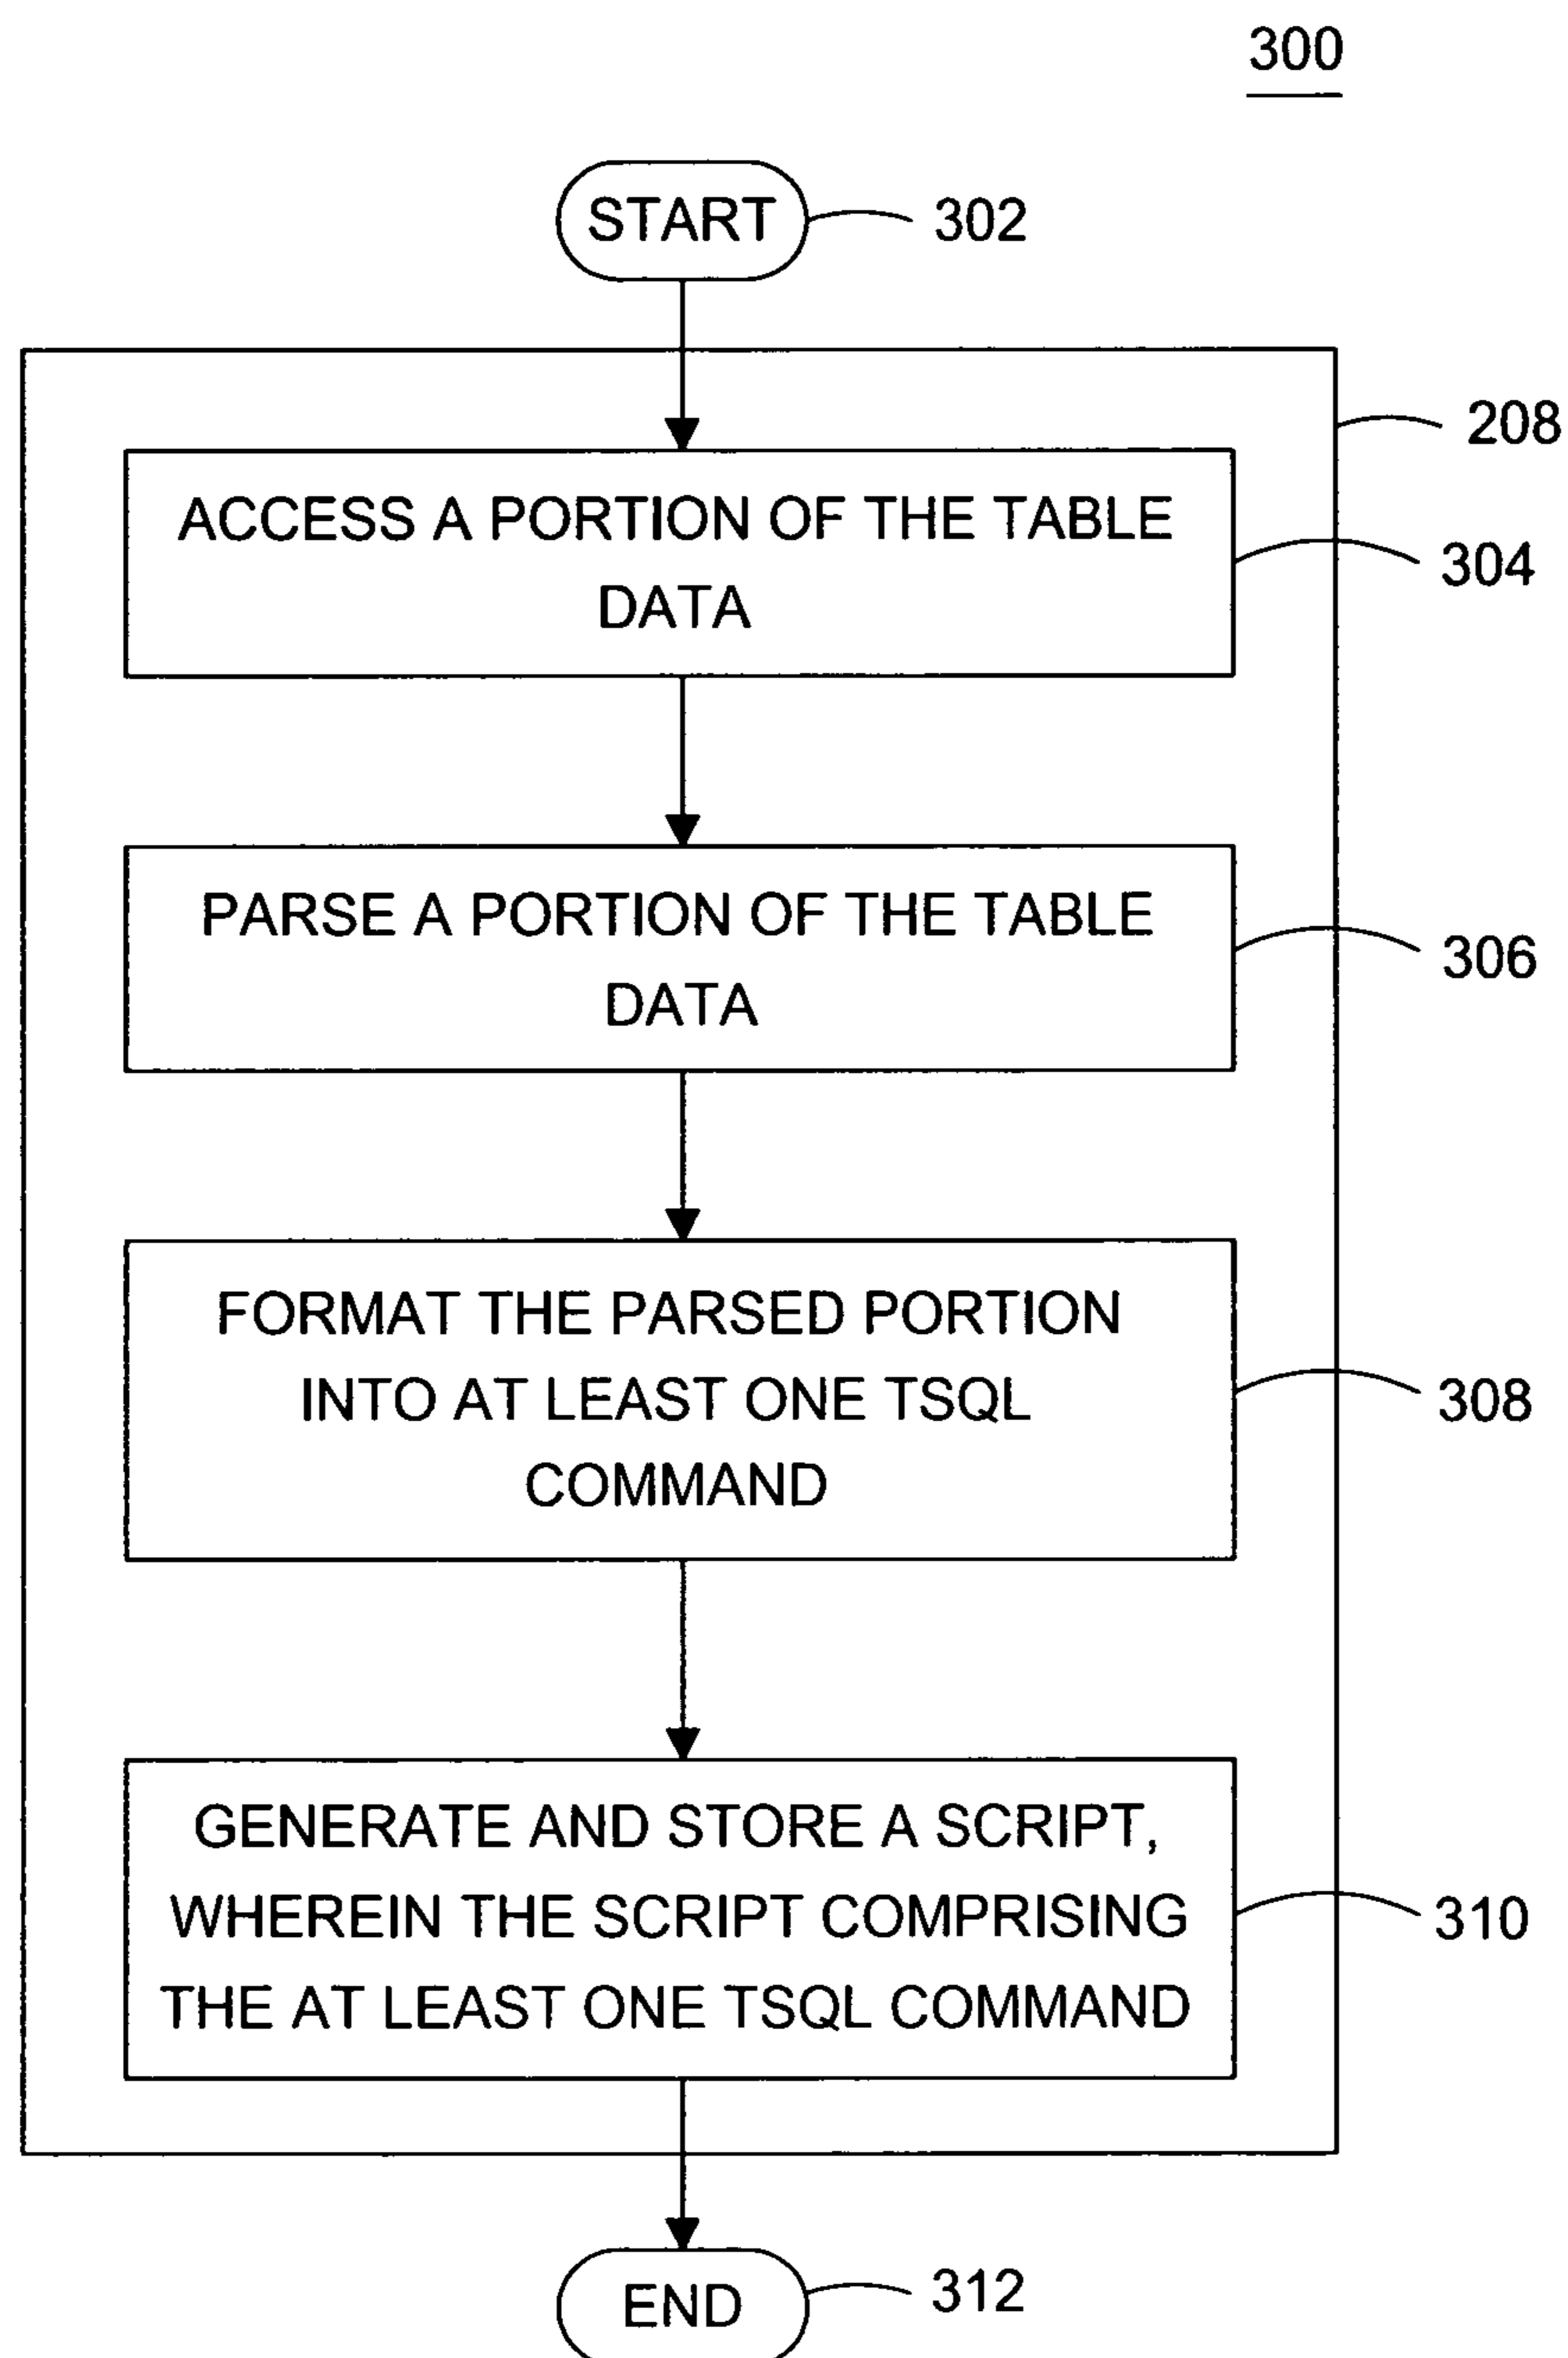 300
START
302
208
ACCESS A PORTION OF THE TABLE
DATA
304
PARSE A PORTION OF THE TABLE
DATA
306
FORMAT THE PARSED PORTION
INTO AT LEAST ONE TSQL
COMMAND
308
GENERATE AND STORE A SCRIPT,
WHEREIN THE SCRIPT COMPRISING
THE AT LEAST ONE TSQL COMMAND
310
END
312